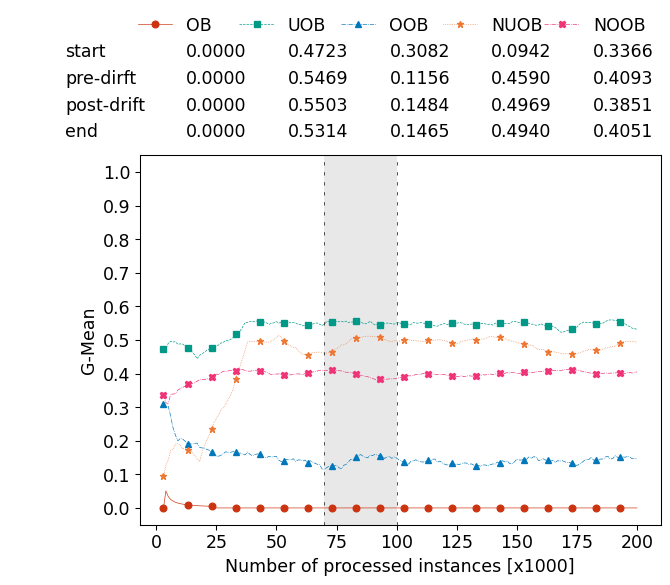 OB UOB OOB NUOB NOOB
start 0.0000 0.4723 0.3082 0.0942 0.3366
pre-dirft 0.0000 0.5469 0.1156 0.4590 0.4093
post-drift 0.0000 0.5503 0.1484 0.4969 0.3851
end 0.0000 0.5314 0.1465 0.4940 0.4051
1.0
0.9
0.8
0.7
0.6
0.5
0.4
0.3
0.2
0.1
0.0
G-Mean
0 25 50 75 100 125 150 175 200
Number of processed instances [x1000]